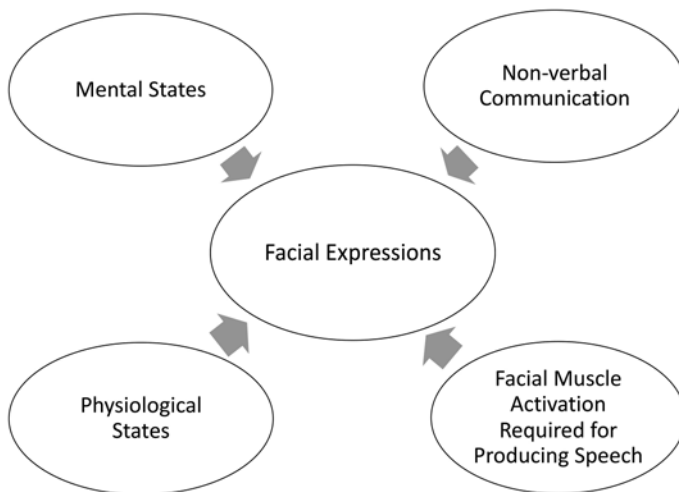 Mental States
Non-verbal
Communication
Facial Expressions
Physiological
States
Facial Muscle
Activation
Required for
Producing Speech